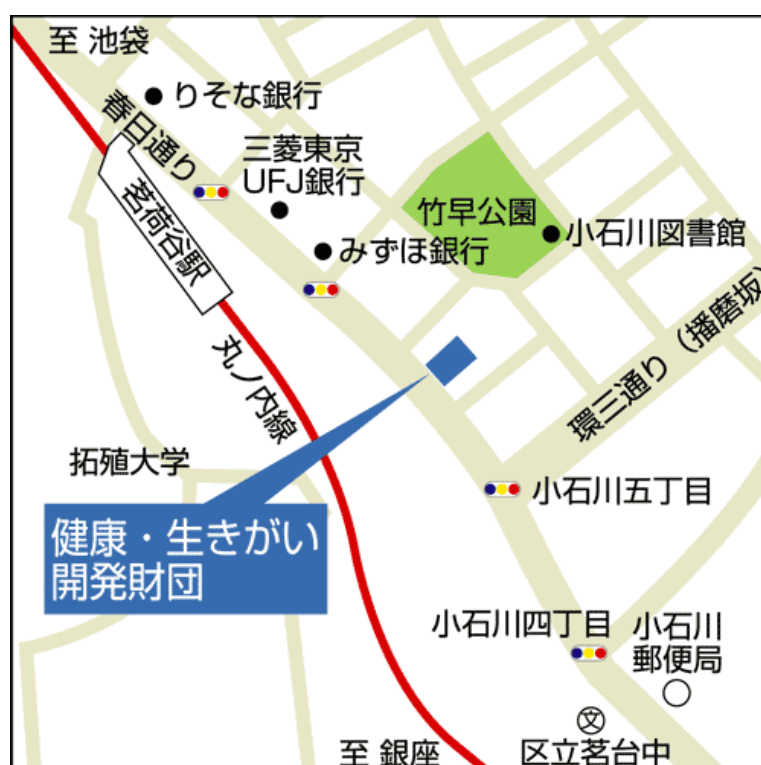 至 池袋
りそな銀行
春日通り
三菱東京
UFJ銀行
茗荷谷駅
竹早公園
小石川図書館
みずほ銀行
丸ノ内線
環三通り（播磨坂）
拓殖大学
小石川五丁目
健康・生きがい
開発財団
小石川四丁目
小石川
郵便局
文
区立茗台中
至 銀座